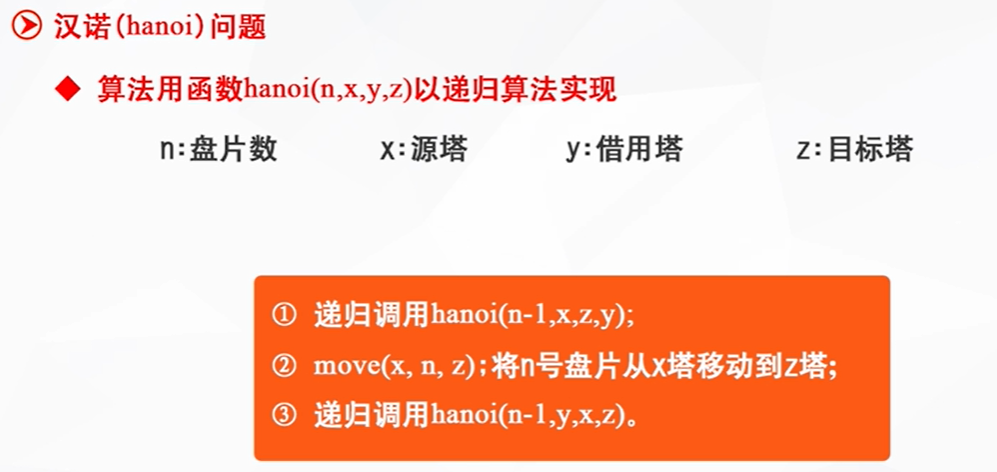 汉诺(hanoi)问题
算法用函数hanoi(n,x,y,z)以递归算法实现
n:盘片数 x:源塔 y:借用塔 z:目标塔
① 递归调用hanoi(n-1,x,z,y);
② move(x, n, z);将n号盘片从x塔移动到z塔;
③ 递归调用hanoi(n-1,y,x,z)。